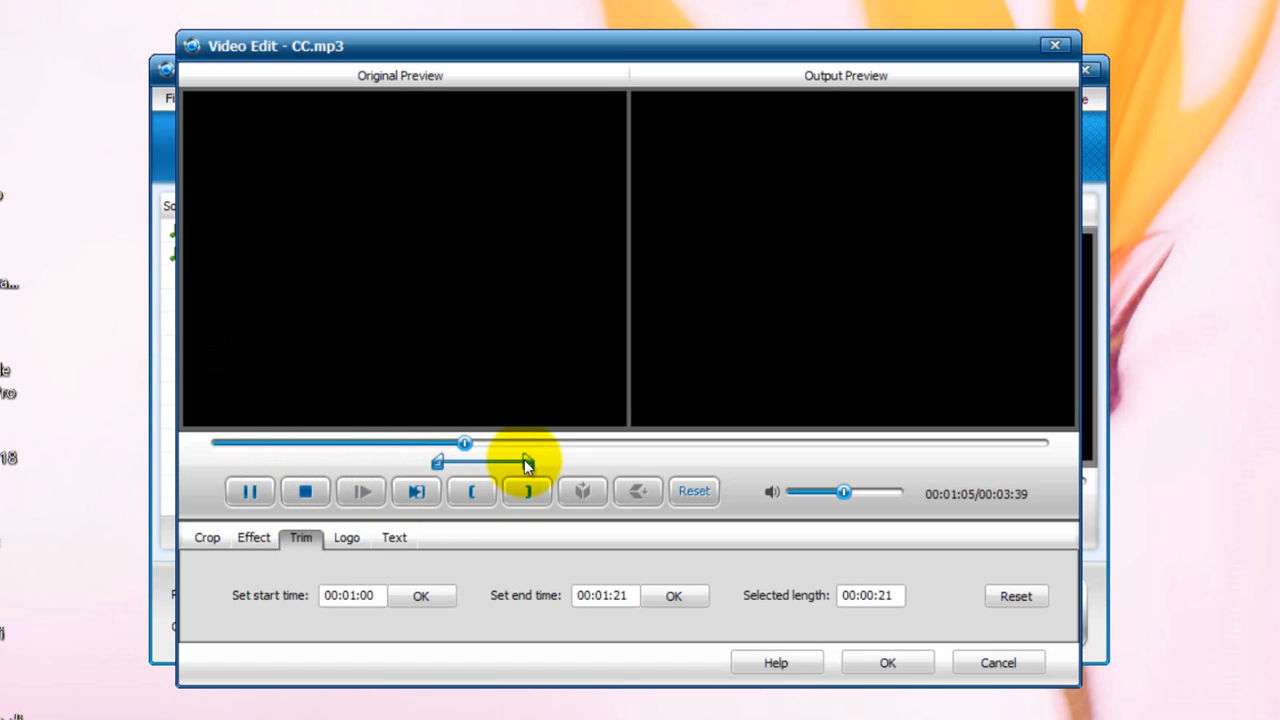 Video Edit - CC.mp3
Original Preview
Output Preview
Reset
00:01:05/00:03:39
Crop
Effect
Trim
Logo
Text
Set start time:
00:01:00
OK
Set end time:
00:01:21
OK
Selected length:
00:00:21
Reset
Help
OK
Cancel
18